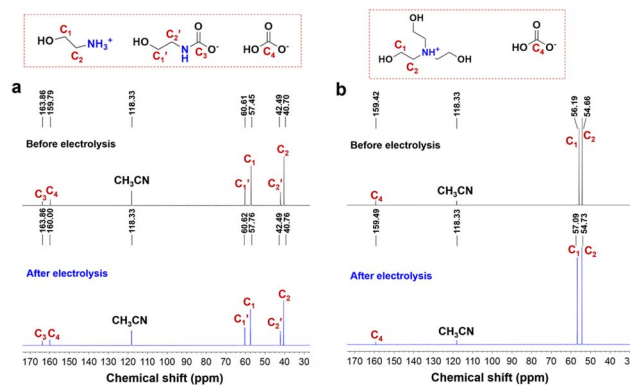 C₁
HO
C₂
NH₃⁺
HO
C₂'
C₁'
N
H
O
O⁻
C₃
O
HO
O⁻
C₄
OH
C₁
HO
C₂
NH⁺
OH
O
HO
O⁻
C₄
a
163.86
159.79
118.33
60.61
57.45
42.49
40.70
Before electrolysis
C₃ C₄
CH₃CN
C₁'
C₁
C₂'
C₂
163.86
160.00
118.33
60.62
57.76
42.49
40.76
After electrolysis
C₃ C₄
CH₃CN
C₁'
C₁
C₂'
C₂
170 160 150 140 130 120 110 100 90 80 70 60 50 40 30
Chemical shift (ppm)
b
159.42
118.33
56.19
54.66
Before electrolysis
C₄
CH₃CN
C₁
C₂
159.49
118.33
57.09
54.73
After electrolysis
C₄
CH₃CN
C₁
C₂
170 160 150 140 130 120 110 100 90 80 70 60 50 40 30
Chemical shift (ppm)